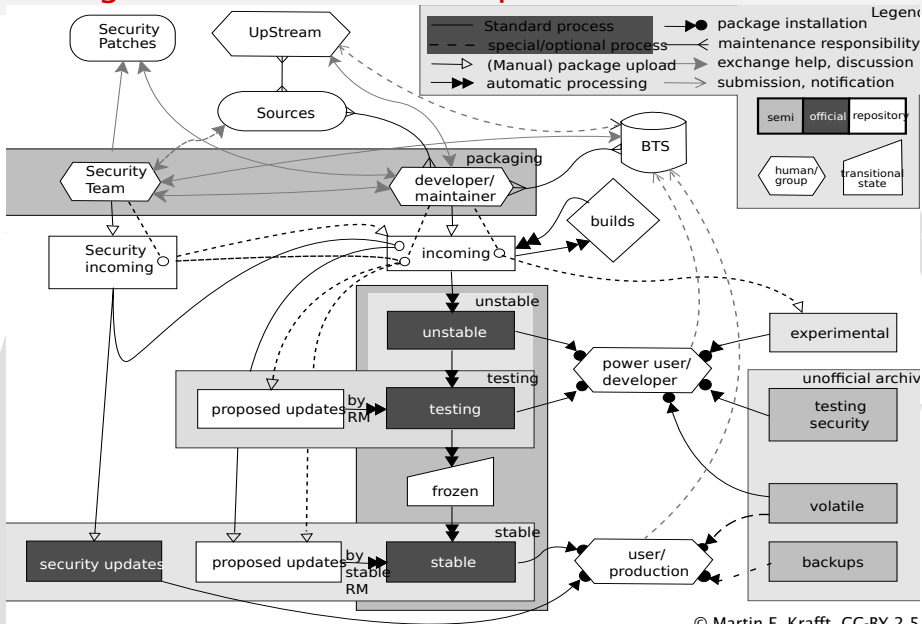 Security
Patches
UpStream
Sources
Legend
Standard process
special/optional process
(Manual) package upload
automatic processing
package installation
maintenance responsibility
exchange help, discussion
submission, notification
semi
official
repository
human/
group
transitional
state
BTS
packaging
Security
Team
developer/
maintainer
builds
Security
incoming
incoming
unstable
unstable
experimental
power user/
developer
testing
proposed updates
by
RM
testing
unofficial archiv
testing
security
frozen
volatile
stable
security updates
proposed updates
by
stable
RM
stable
user/
production
backups
© Martin F. Krafft, CC-BY 2.5